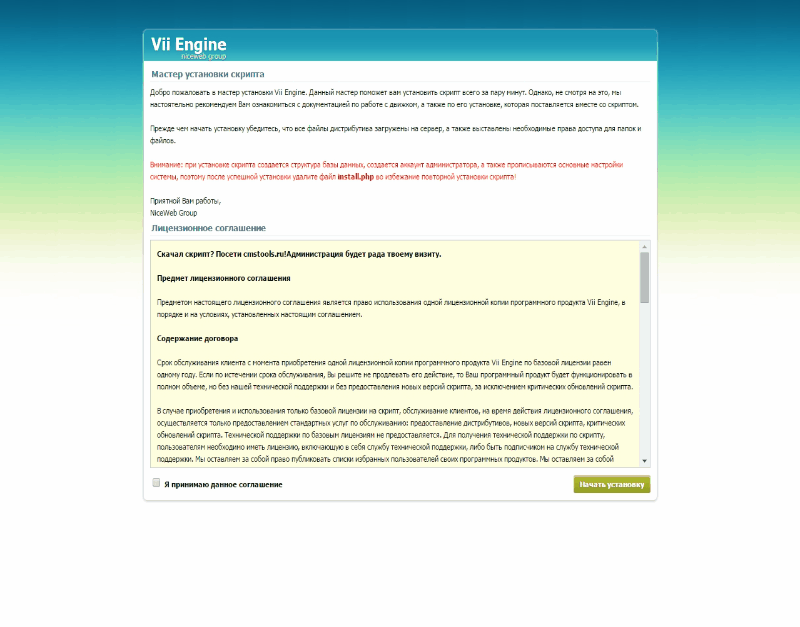 Vii Engine
niceweb group
Мастер установки скрипта
Добро пожаловать в мастер установки Vii Engine. Данный мастер поможет вам установить скрипт всего за пару минут. Однако, не смотря на это, мы
настоятельно рекомендуем Вам ознакомиться с документацией по работе с движком, а также по его установке, которая поставляется вместе со скриптом.
Прежде чем начать установку убедитесь, что все файлы дистрибутива загружены на сервер, а также выставлены необходимые права доступа для папок и
файлов.
Внимание: при установке скрипта создается структура базы данных, создается аккаунт администратора, а также прописываются основные настройки
системы, поэтому после успешной установки удалите файл install.php во избежание повторной установки скрипта!
Приятной Вам работы,
NiceWeb Group
Лицензионное соглашение
Скачал скрипт? Посети cmstools.ru!Администрация будет рада твоему визиту.
Предмет лицензионного соглашения
Предметом настоящего лицензионного соглашения является право использования одной лицензионной копии программного продукта Vii Engine, в
порядке и на условиях, установленных настоящим соглашением.
Содержание договора
Срок обслуживания клиента с момента приобретения одной лицензионной копии программного продукта Vii Engine по базовой лицензии равен
одному году. Если по истечении срока обслуживания, Вы решите не продлевать его действие, то Ваш программный продукт будет функционировать в
полном объеме, но без нашей технической поддержки и без предоставления новых версий скрипта, за исключением критических обновлений скрипта.
В случае приобретения и использования только базовой лицензии на скрипт, обслуживание клиентов, на время действия лицензионного соглашения,
осуществляется только предоставлением стандартных услуг по обслуживанию: предоставление дистрибутивов, новых версий скрипта, критических
обновлений скрипта. Технической поддержки по базовым лицензиям не предоставляется. Для получения технической поддержки по скрипту,
пользователям необходимо иметь лицензию, включающую в себя службу технической поддержки, либо быть подписчиком на службу технической
поддержки. Мы оставляем за собой право публиковать списки избранных пользователей своих программных продуктов. Мы оставляем за собой
Я принимаю данное соглашение
Начать установку